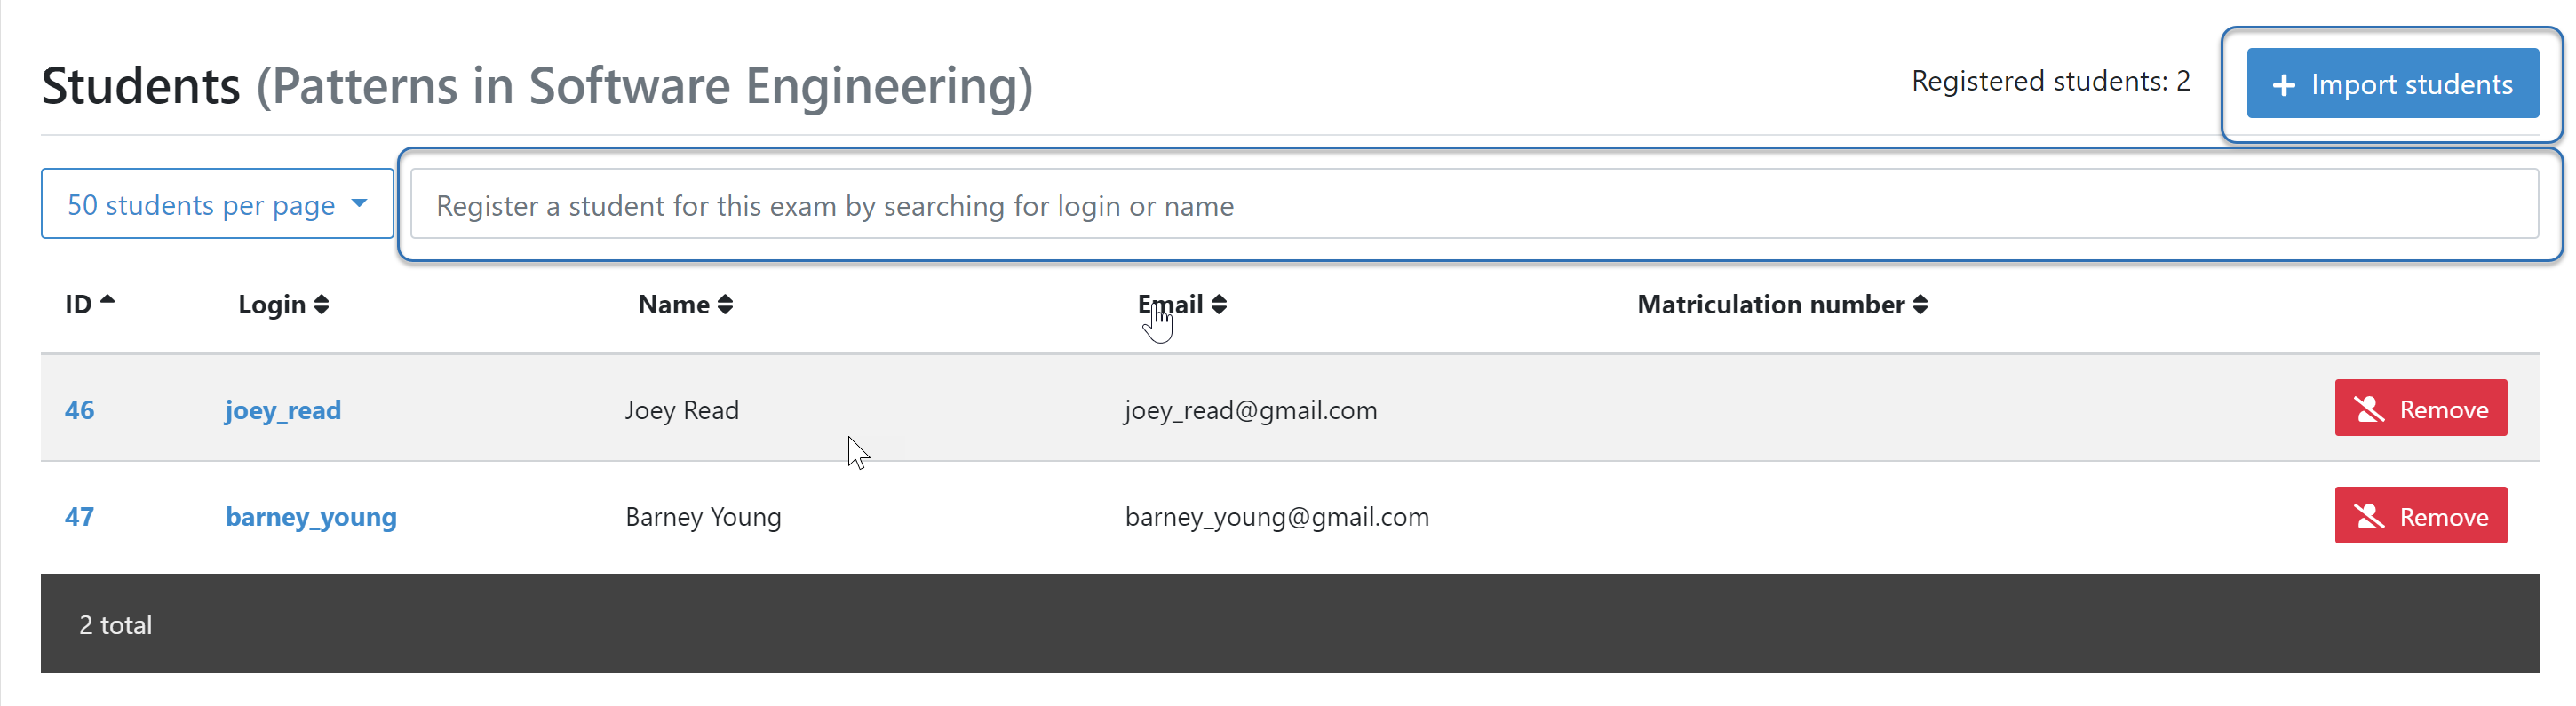 Students (Patterns in Software Engineering)
Registered students: 2
Import students
50 students per page
Register a student for this exam by searching for login or name
ID Login Name Email Matriculation number
46 joey_read Joey Read joey_read@gmail.com Remove
47 barney_young Barney Young barney_young@gmail.com Remove
2 total